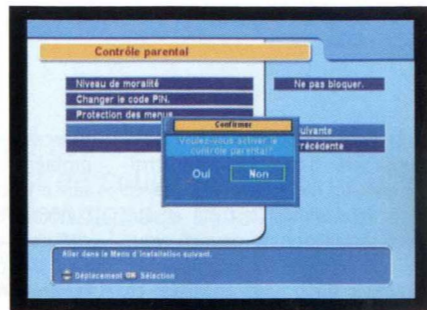 Contrôle parental
Niveau de moralité
Ne pas bloquer.
Changer le code PIN.
Protection des menus
Confirmer
Voulez-vous activer le
contrôle parental?
Oui Non
uivante
récédente
Aller dans le Menu d'Installation suivant.
Déplacement OK Sélection